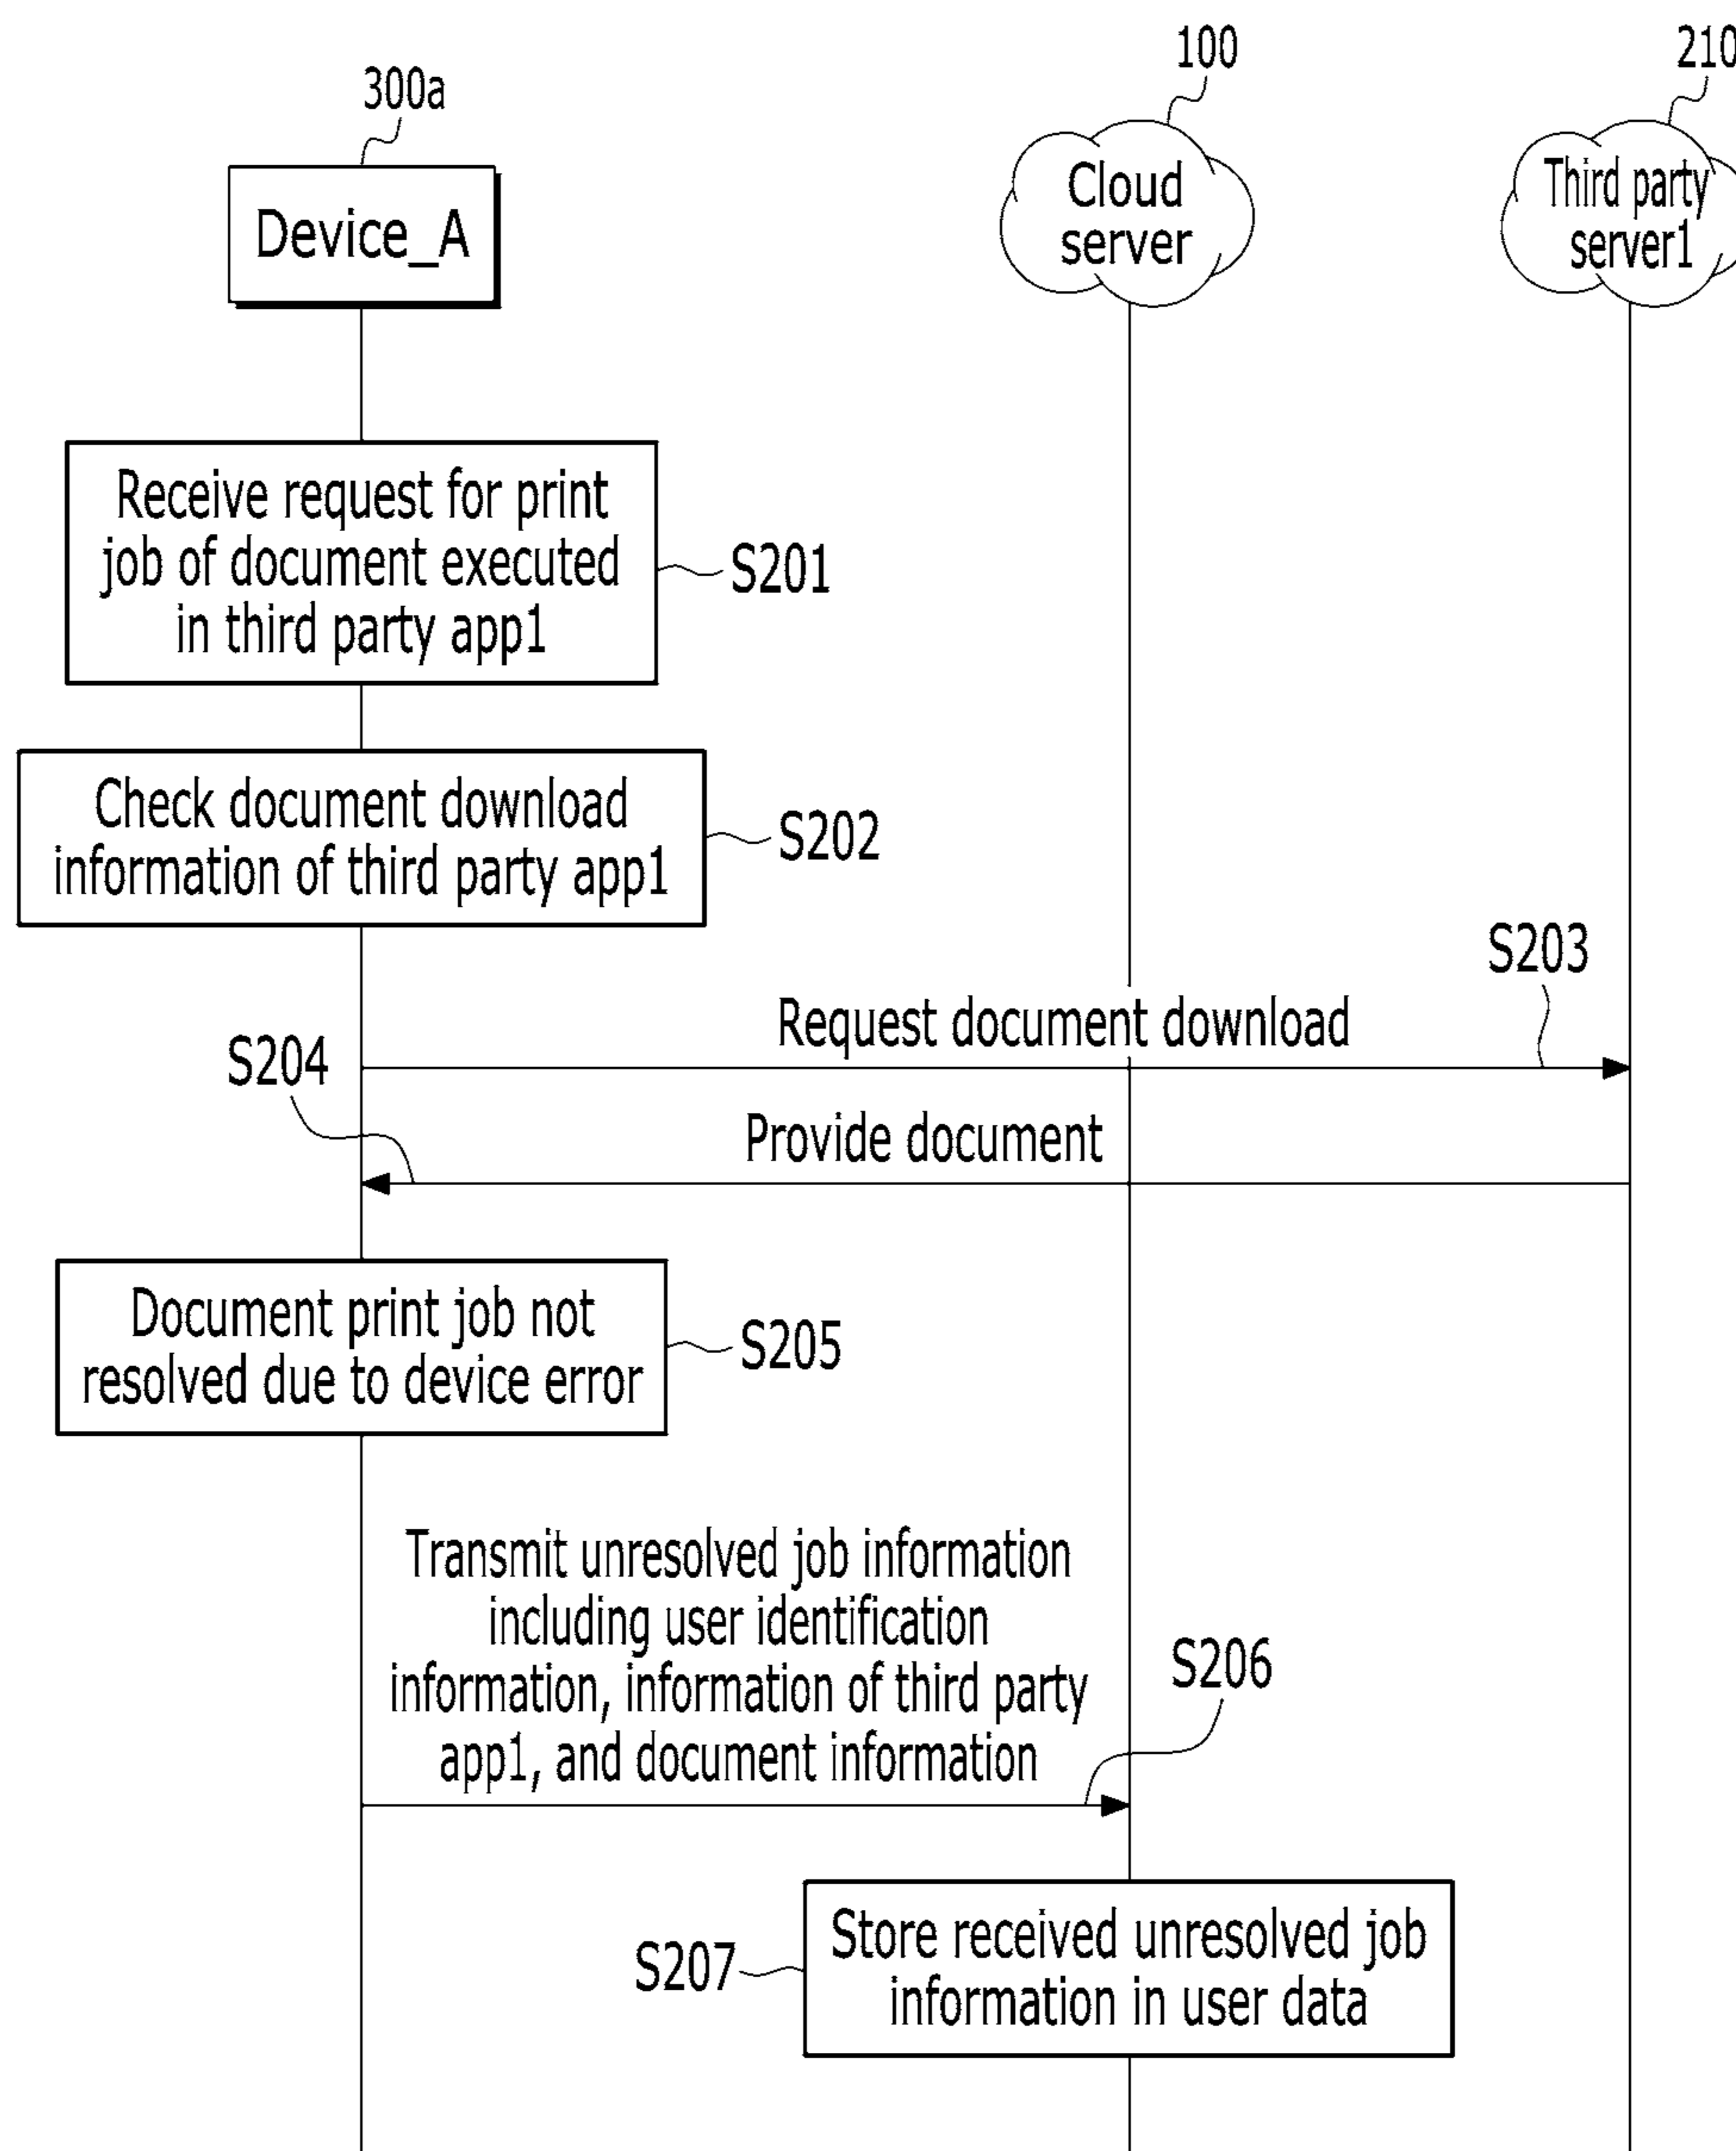 300a
100
210
Device_A
Cloud
server
Third party
server1
Receive request for print
job of document executed
in third party app1
S201
Check document download
information of third party app1
S202
S203
Request document download
S204
Provide document
Document print job not
resolved due to device error
S205
Transmit unresolved job information
including user identification
information, information of third party
app1, and document information
S206
Store received unresolved job
information in user data
S207